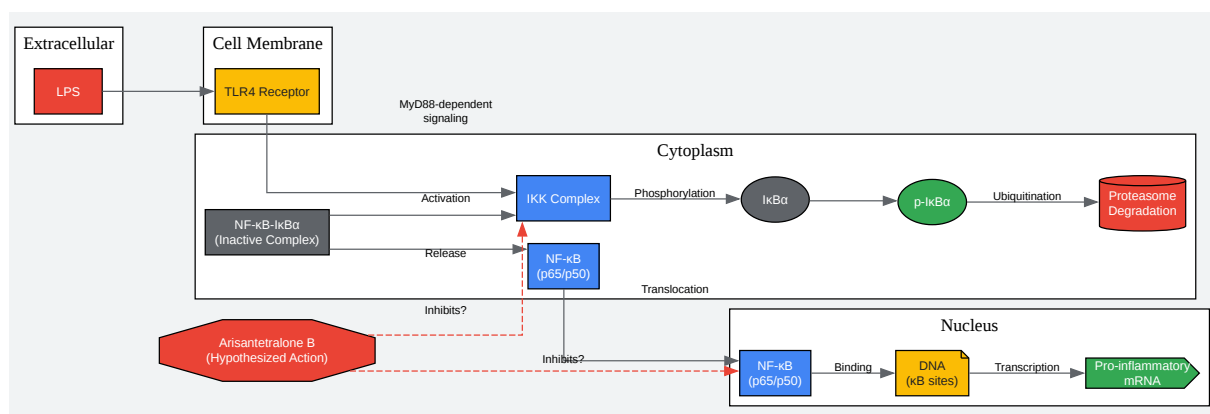 Extracellular
LPS
Cell Membrane
TLR4 Receptor
MyD88-dependent
signaling
Cytoplasm
Activation
IKK Complex
Phosphorylation
IκBα
p-IκBα
Ubiquitination
Proteasome
Degradation
NF-κB-IκBα
(Inactive Complex)
Release
NF-κB
(p65/p50)
Translocation
Inhibits?
Arisantetralone B
(Hypothesized Action)
Inhibits?
Nucleus
NF-κB
(p65/p50)
Binding
DNA
(κB sites)
Transcription
Pro-inflammatory
mRNA